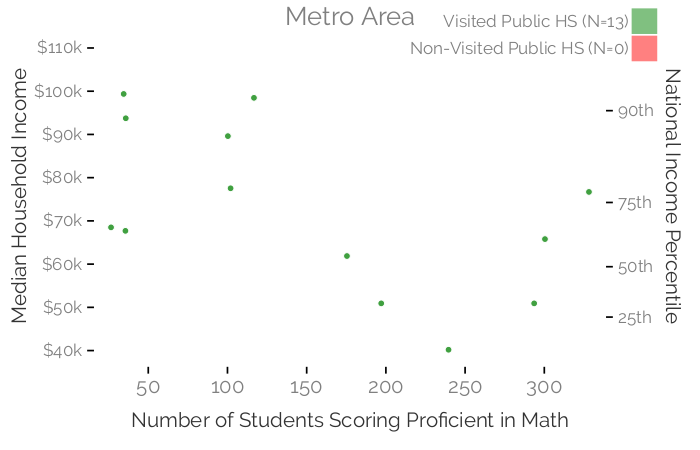 Metro Area
Visited Public HS (N=13)
Non-Visited Public HS (N=0)
Median Household Income
$110k
$100k
$90k
$80k
$70k
$60k
$50k
$40k
90th
75th
50th
25th
National Income Percentile
50 100 150 200 250 300
Number of Students Scoring Proficient in Math